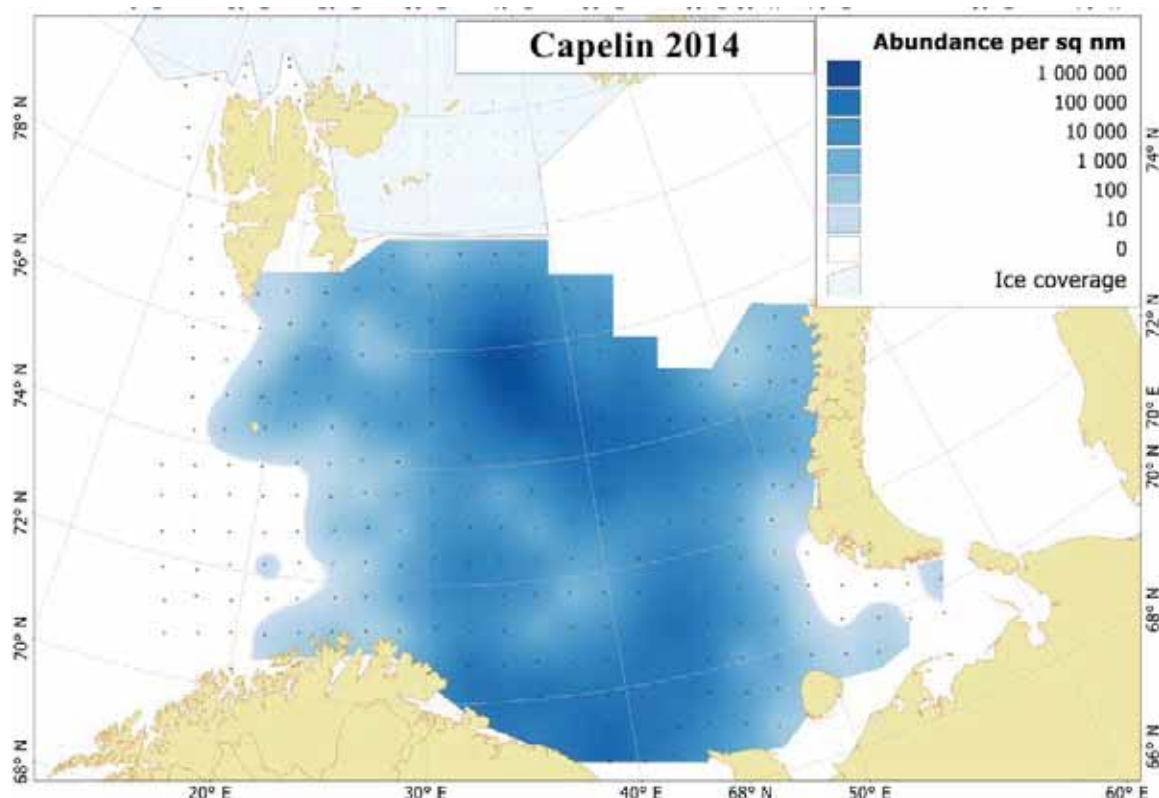 Capelin 2014
Abundance per sq nm
1 000 000
100 000
10 000
1 000
100
10
0
Ice coverage
78° N
76° N
74° N
72° N
70° N
68° N
74° N
72° N
70° E
70° N
68° N
66° N
20° E
30° E
40° E
68° N
50° E
60° E